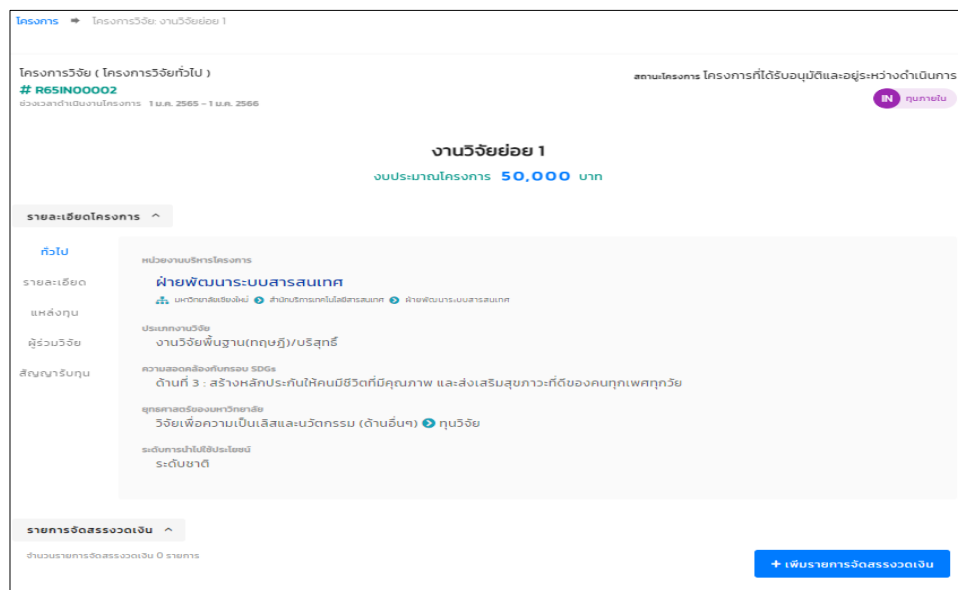 โครงการ ➡ โครงการวิจัย: งานวิจัยย่อย 1
โครงการวิจัย ( โครงการวิจัยทั่วไป )
สถานะโครงการ โครงการที่ได้รับอนุมัติและอยู่ระหว่างดำเนินการ
# R65IN00002
IN ทุนภายใน
ช่วงเวลาดำเนินงานโครงการ 1 ม.ค. 2565 - 1 ม.ค. 2566
งานวิจัยย่อย 1
งบประมาณโครงการ 50,000 บาท
รายละเอียดโครงการ ^
ทั่วไป
รายละเอียด
แหล่งทุน
ผู้ร่วมวิจัย
สัญญารับทุน
หน่วยงานบริหารโครงการ
ฝ่ายพัฒนาระบบสารสนเทศ
มหาวิทยาลัยเชียงใหม่ > สำนักบริการเทคโนโลยีสารสนเทศ > ฝ่ายพัฒนาระบบสารสนเทศ
ประเภทงานวิจัย
งานวิจัยพื้นฐาน(ทฤษฎี)/บริสุทธิ์
ความสอดคล้องกับกรอบ SDGs
ด้านที่ 3 : สร้างหลักประกันให้คนมีชีวิตที่มีคุณภาพ และส่งเสริมสุขภาวะที่ดีของคนทุกเพศทุกวัย
ยุทธศาสตร์ของมหาวิทยาลัย
วิจัยเพื่อความเป็นเลิศและนวัตกรรม (ด้านอื่นๆ) > ทุนวิจัย
ระดับการนำไปใช้ประโยชน์
ระดับชาติ
รายการจัดสรรงวดเงิน ^
จำนวนรายการจัดสรรงวดเงิน 0 รายการ
+ เพิ่มรายการจัดสรรงวดเงิน